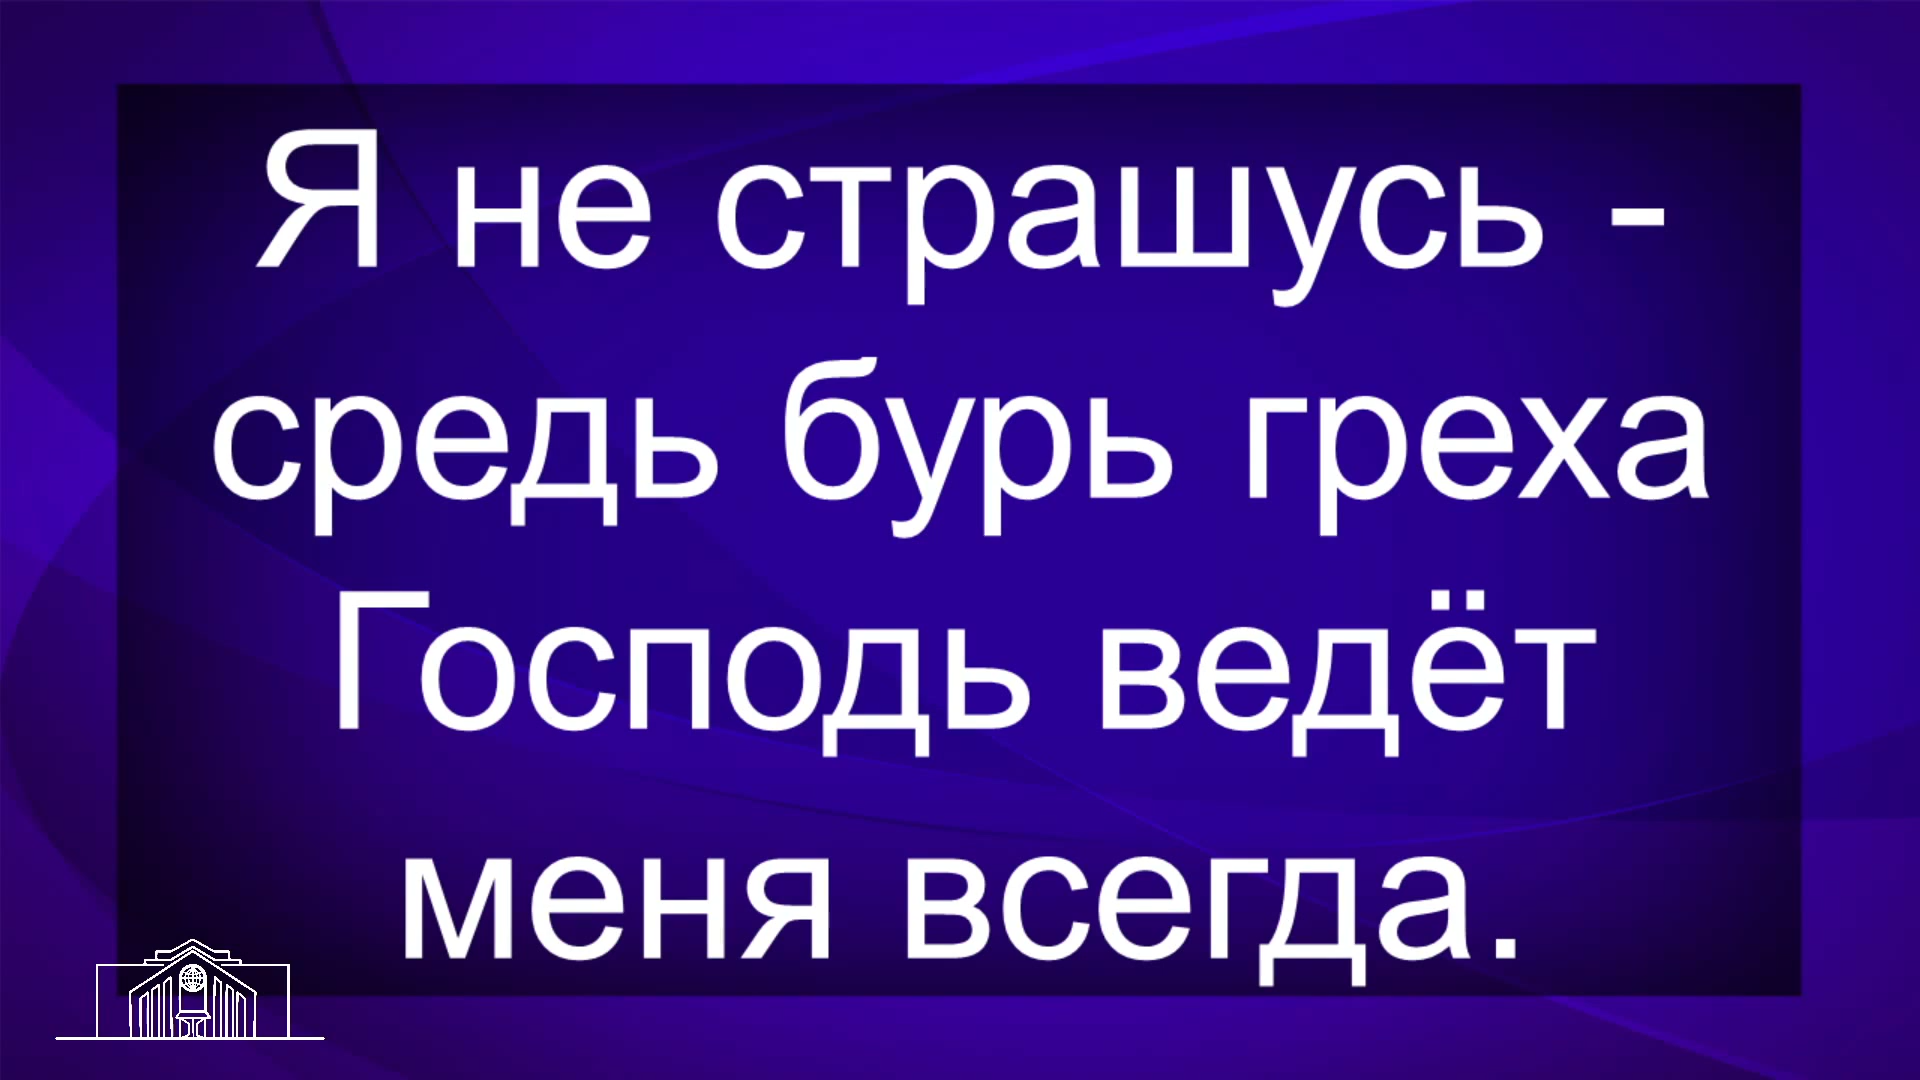 Я не страшусь -
средь бурь греха
Господь ведёт
меня всегда.